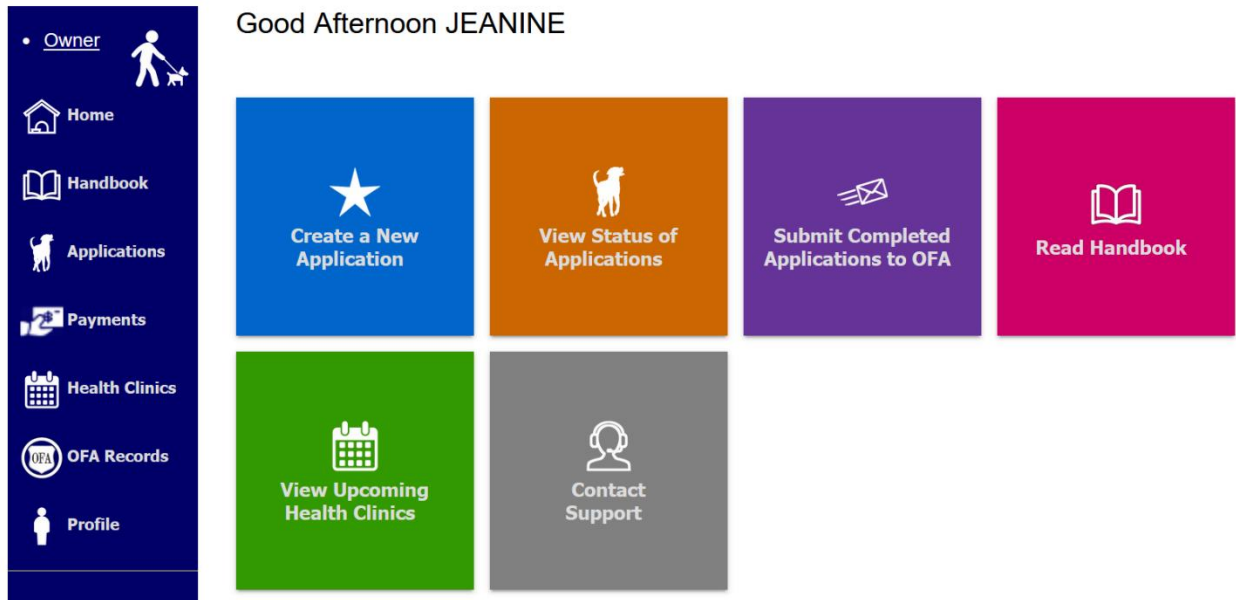 Owner
Home
Handbook
Applications
Payments
Health Clinics
OFA
OFA Records
Profile
Good Afternoon JEANINE
Create a New
Application
View Status of
Applications
Submit Completed
Applications to OFA
Read Handbook
View Upcoming
Health Clinics
Contact
Support